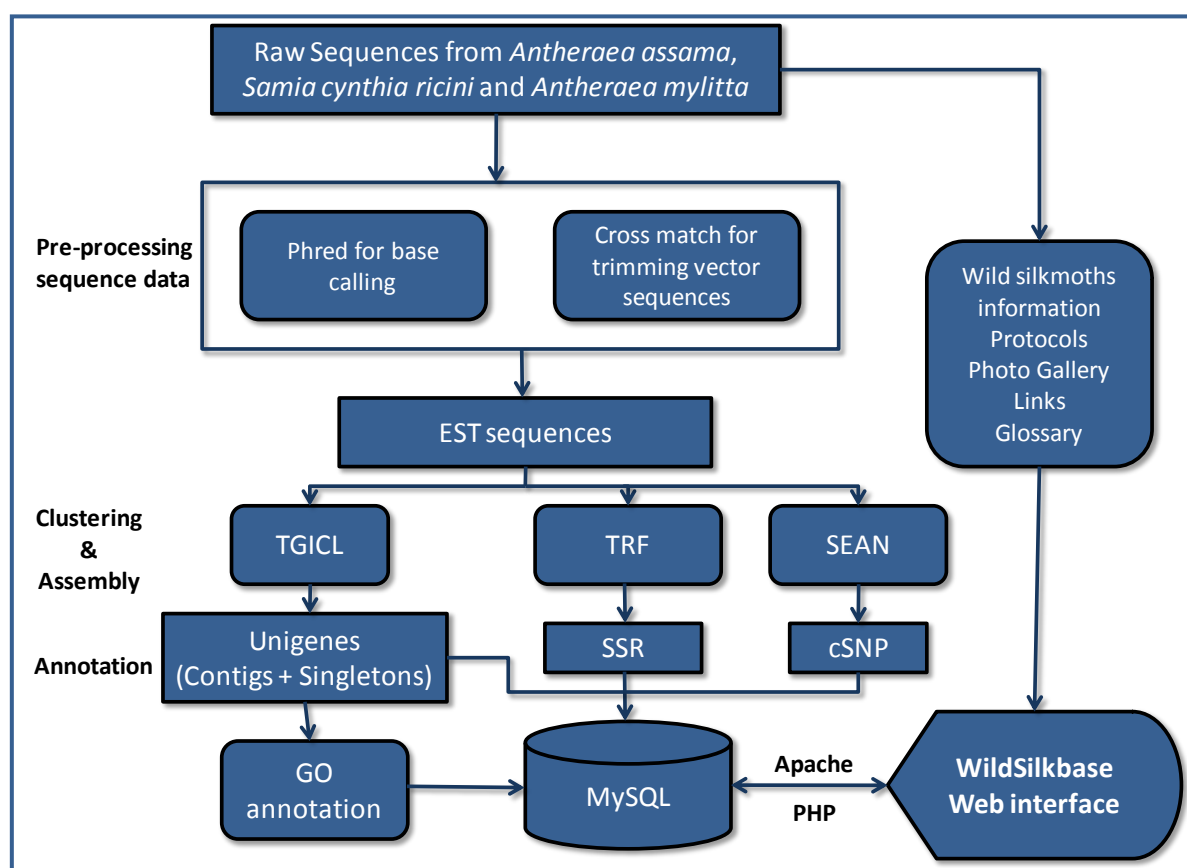 Raw Sequences from Antheraea assama,
Samia cynthia ricini and Antheraea mylitta
Pre-processing
sequence data
Phred for base
calling
Cross match for
trimming vector
sequences
Wild silkmoths
information
Protocols
Photo Gallery
Links
Glossary
EST sequences
Clustering
&
Assembly
TGICL
TRF
SEAN
Annotation
Unigenes
(Contigs + Singletons)
SSR
cSNP
GO
annotation
MySQL
Apache
PHP
WildSilkbase
Web interface